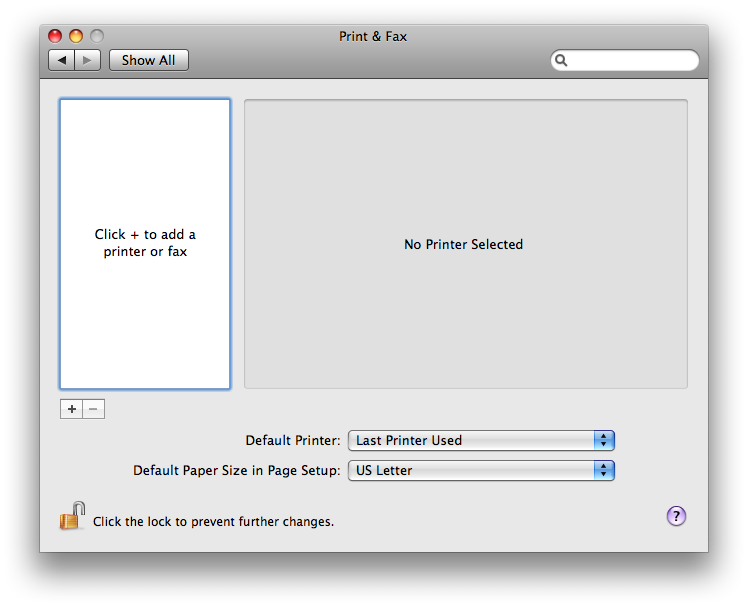 Print & Fax
Show All
Click + to add a
printer or fax
No Printer Selected
+ −
Default Printer: Last Printer Used
Default Paper Size in Page Setup: US Letter
Click the lock to prevent further changes.
?